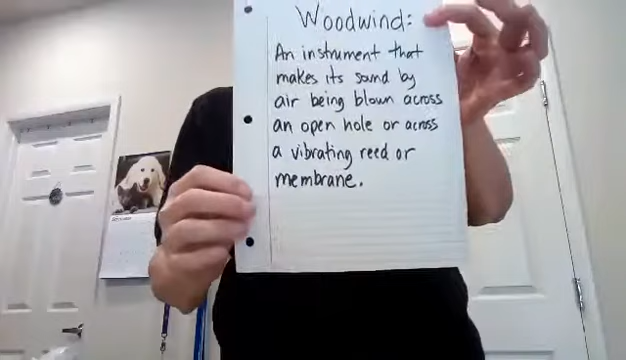 Woodwind:
An instrument that
makes its sound by
air being blown across
an open hole or across
a vibrating reed or
membrane.